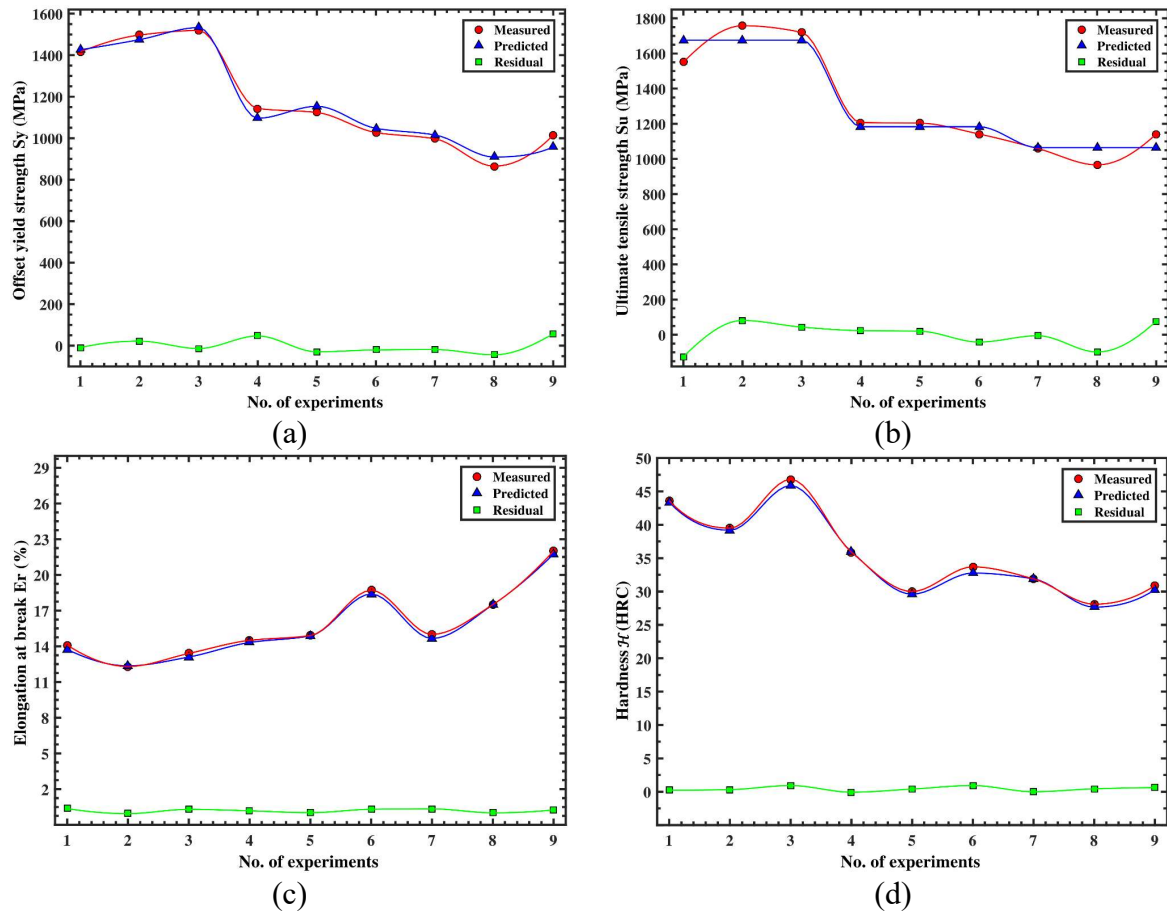 1600
1400
1200
1000
800
600
400
200
0
Offset yield strength Sy (MPa)
Measured
Predicted
Residual
1 2 3 4 5 6 7 8 9
No. of experiments
(a)
1800
1600
1400
1200
1000
800
600
400
200
0
Ultimate tensile strength Su (MPa)
Measured
Predicted
Residual
1 2 3 4 5 6 7 8 9
No. of experiments
(b)
29
26
23
20
17
14
11
8
5
2
Elongation at break Er (%)
Measured
Predicted
Residual
1 2 3 4 5 6 7 8 9
No. of experiments
(c)
50
45
40
35
30
25
20
15
10
5
0
Hardness ℋ (HRC)
Measured
Predicted
Residual
1 2 3 4 5 6 7 8 9
No. of experiments
(d)